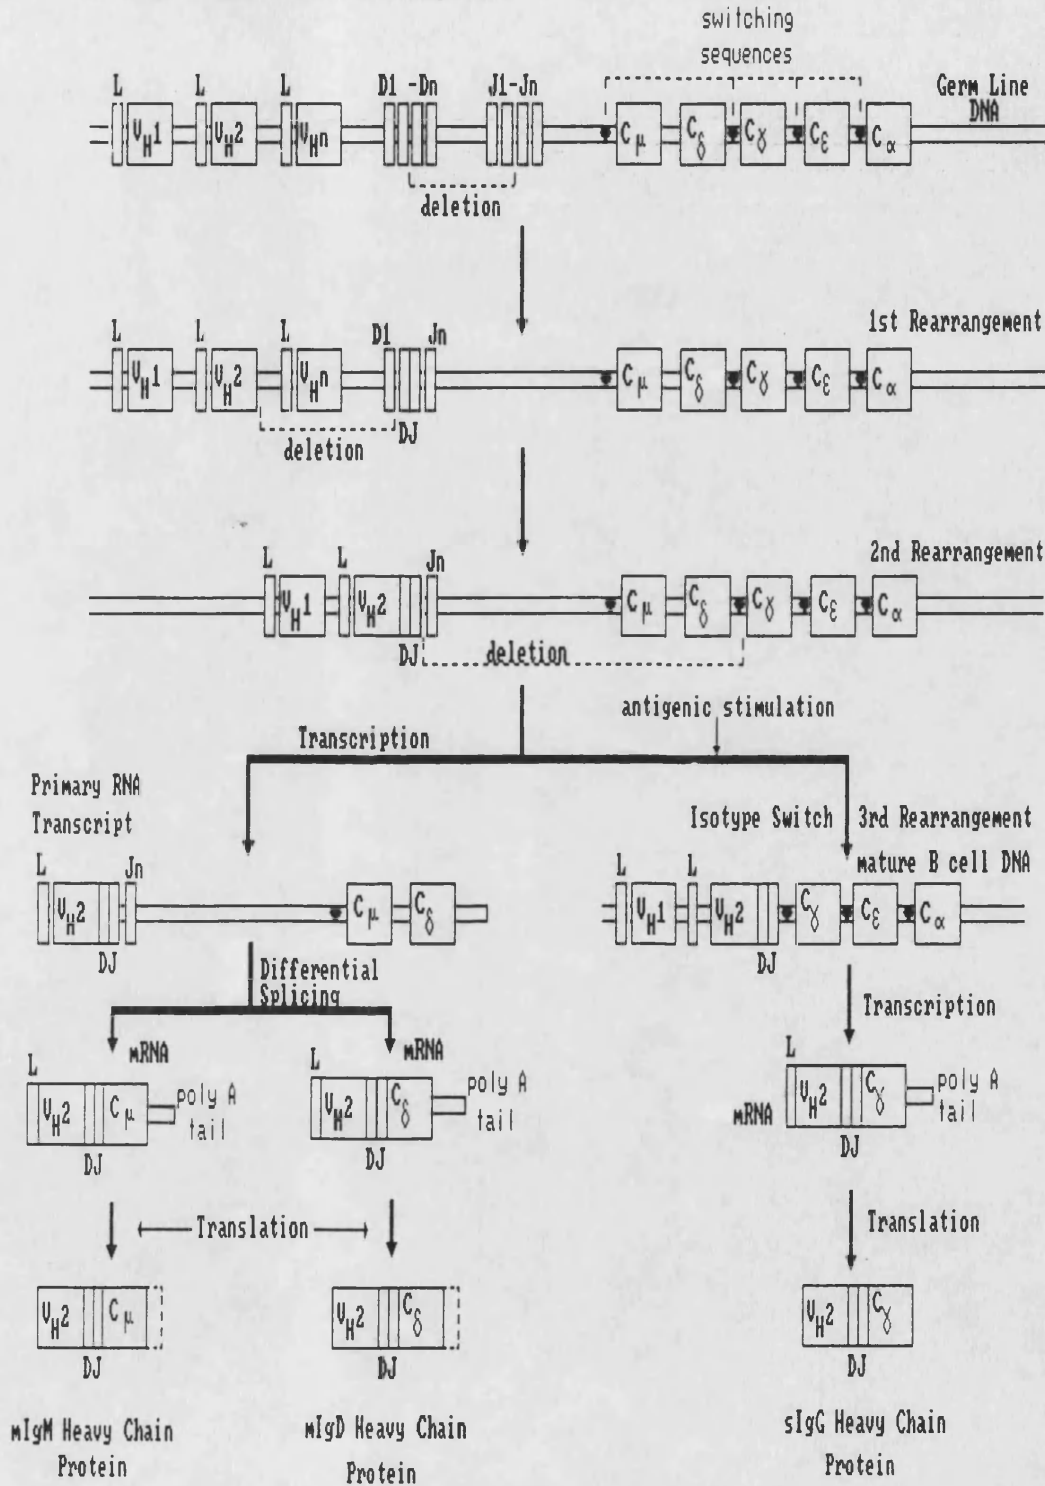 switching
sequences
L L L D1 -Dn J1-Jn Germ Line
DNA
VH1 VH2 VHn Cμ Cδ Cγ Cε Cα
deletion
1st Rearrangement
L L L D1 Jn
VH1 VH2 VHn Cμ Cδ Cγ Cε Cα
DJ
deletion
2nd Rearrangement
L L Jn
VH1 VH2 Cμ Cδ Cγ Cε Cα
DJ deletion
antigenic stimulation
Transcription
Primary RNA
Transcript
Isotype Switch 3rd Rearrangement
mature B cell DNA
L Jn
VH2 Cμ Cδ
DJ
L L
VH1 VH2 Cγ Cε Cα
DJ
Differential
Splicing
Transcription
mRNA
L
VH2 Cμ poly A
tail
DJ
mRNA
L
VH2 Cδ poly A
tail
DJ
L
VH2 Cγ poly A
tail
mRNA
DJ
Translation
Translation
VH2 Cμ
DJ
VH2 Cδ
DJ
VH2 Cγ
DJ
mIgM Heavy Chain
Protein
mIgD Heavy Chain
Protein
sIgG Heavy Chain
Protein